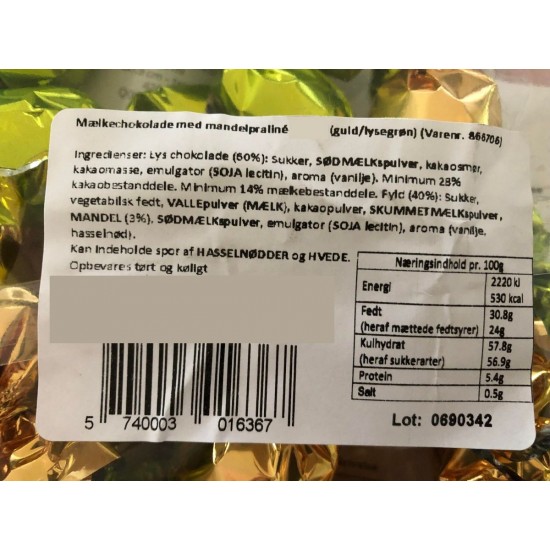 Mælkechokolade med mandelpraliné (guld/lysegrøn) (Varenr. 866706)
Ingredienser: Lys chokolade (60%): Sukker, SØDMÆLKspulver, kakaosmør,
kakaomasse, emulgator (SOJA lecitin), aroma (vanilje). Minimum 28%
kakaobestanddele. Minimum 14% mælkebestanddele. Fyld (40%): Sukker,
vegetabilsk fedt, VALLEpulver (MÆLK), kakaopulver, SKUMMETMÆLKspulver,
MANDEL (3%), SØDMÆLKspulver, emulgator (SOJA lecitin), aroma (vanilje,
hasselnød).
Kan indeholde spor af HASSELNØDDER og HVEDE.
Opbevares tørt og køligt
Næringsindhold pr. 100g
Energi 2220 kJ
530 kcal
Fedt 30.8g
(heraf mættede fedtsyrer) 24g
Kulhydrat 57.8g
(heraf sukkerarter) 56.9g
Protein 5.4g
Salt 0.5g
5 740003 016367
Lot: 0690342